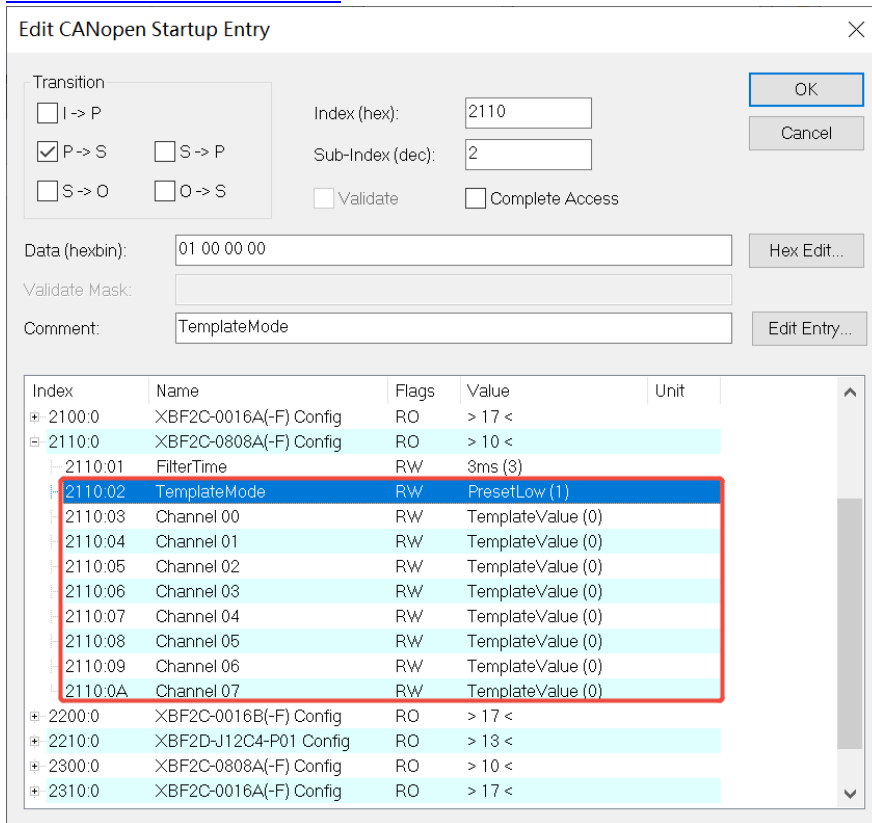 Edit CANopen Startup Entry
Transition
I -> P
P -> S
S -> P
S -> O
O -> S
Index (hex):
2110
Sub-Index (dec):
2
Validate
Complete Access
OK
Cancel
Data (hexbin):
01 00 00 00
Hex Edit...
Validate Mask:
Comment:
TemplateMode
Edit Entry...
Index Name Flags Value Unit
2100:0 XBF2C-0016A(-F) Config RO > 17 <
2110:0 XBF2C-0808A(-F) Config RO > 10 <
2110:01 FilterTime RW 3ms (3)
2110:02 TemplateMode RW PresetLow (1)
2110:03 Channel 00 RW TemplateValue (0)
2110:04 Channel 01 RW TemplateValue (0)
2110:05 Channel 02 RW TemplateValue (0)
2110:06 Channel 03 RW TemplateValue (0)
2110:07 Channel 04 RW TemplateValue (0)
2110:08 Channel 05 RW TemplateValue (0)
2110:09 Channel 06 RW TemplateValue (0)
2110:0A Channel 07 RW TemplateValue (0)
2200:0 XBF2C-0016B(-F) Config RO > 17 <
2210:0 XBF2D-J12C4-P01 Config RO > 13 <
2300:0 XBF2C-0808A(-F) Config RO > 10 <
2310:0 XBF2C-0016A(-F) Config RO > 17 <